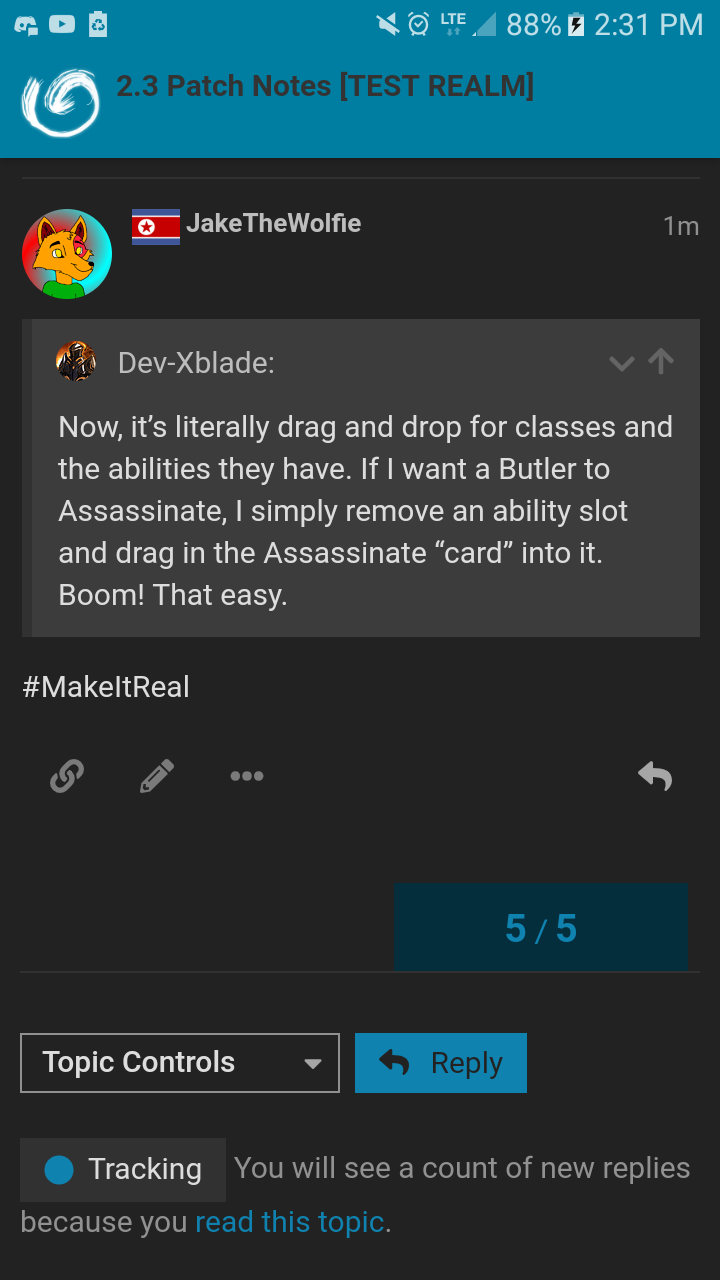 LTE 88% 2:31 PM
2.3 Patch Notes [TEST REALM]
JakeTheWolfie 1m
Dev-Xblade:
Now, it’s literally drag and drop for classes and
the abilities they have. If I want a Butler to
Assassinate, I simply remove an ability slot
and drag in the Assassinate “card” into it.
Boom! That easy.
#MakeItReal
5 / 5
Topic Controls Reply
Tracking You will see a count of new replies
because you read this topic.